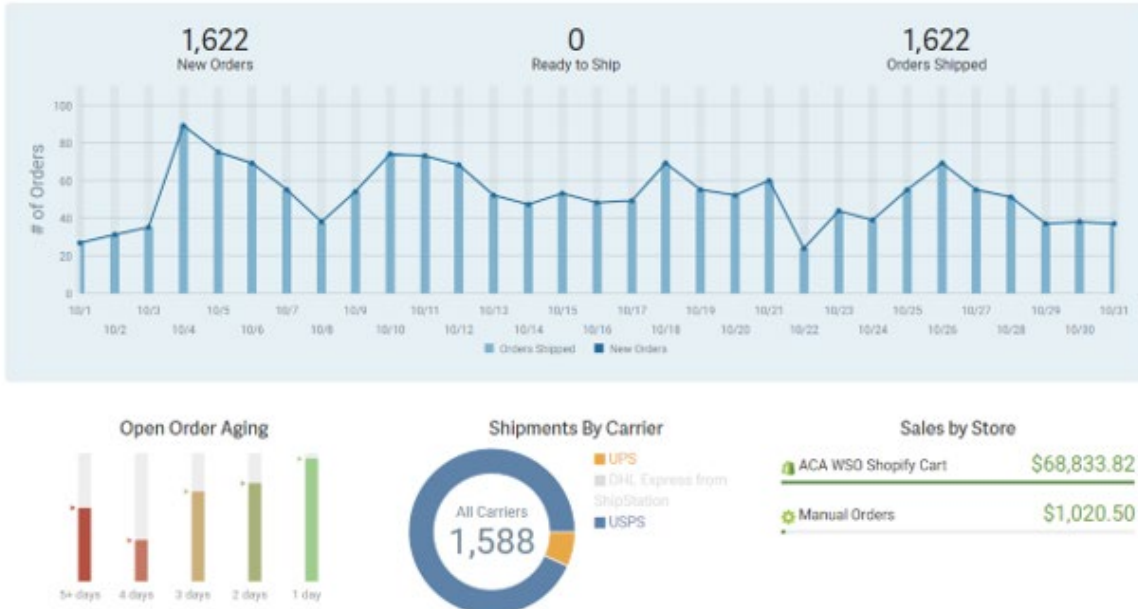 1,622
New Orders
0
Ready to Ship
1,622
Orders Shipped
# of Orders
100
80
60
40
20
0
10/1
10/3
10/5
10/7
10/9
10/11
10/13
10/15
10/17
10/19
10/21
10/23
10/25
10/27
10/29
10/31
10/2
10/4
10/6
10/8
10/10
10/12
10/14
10/16
10/18
10/20
10/22
10/24
10/26
10/28
10/30
Orders Shipped
New Orders
Open Order Aging
5+ days
4 days
3 days
2 days
1 day
Shipments By Carrier
All Carriers
1,588
UPS
DHL Express from
ShipStation
USPS
Sales by Store
ACA WSO Shopify Cart
$68,833.82
Manual Orders
$1,020.50